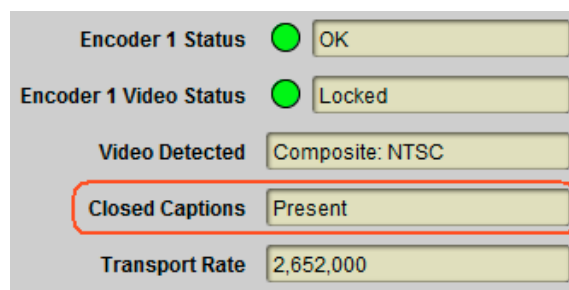 Encoder 1 Status OK
Encoder 1 Video Status Locked
Video Detected Composite: NTSC
Closed Captions Present
Transport Rate 2,652,000